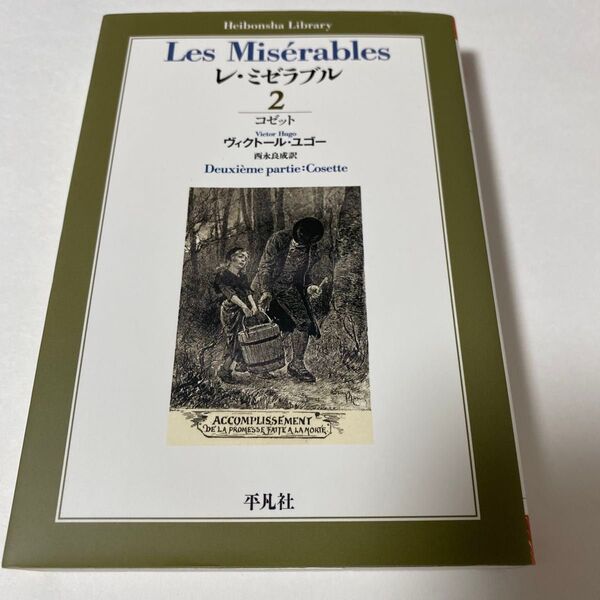 Heibonsha Library
Les Misérables
レ・ミゼラブル
2
コゼット
Victor Hugo
ヴィクトール・ユゴー
西永良成訳
Deuxième partie:Cosette
ACCOMPLISSEMENT
DE LA PROMESSE FAITE A LA MORTE
平凡社